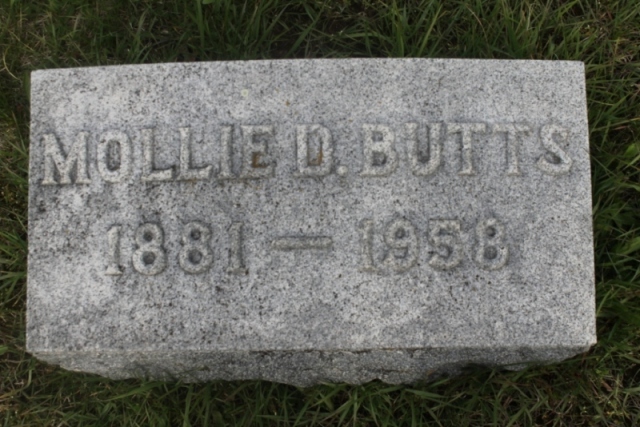 MOLLIE D. BUTTS
1881 — 1958